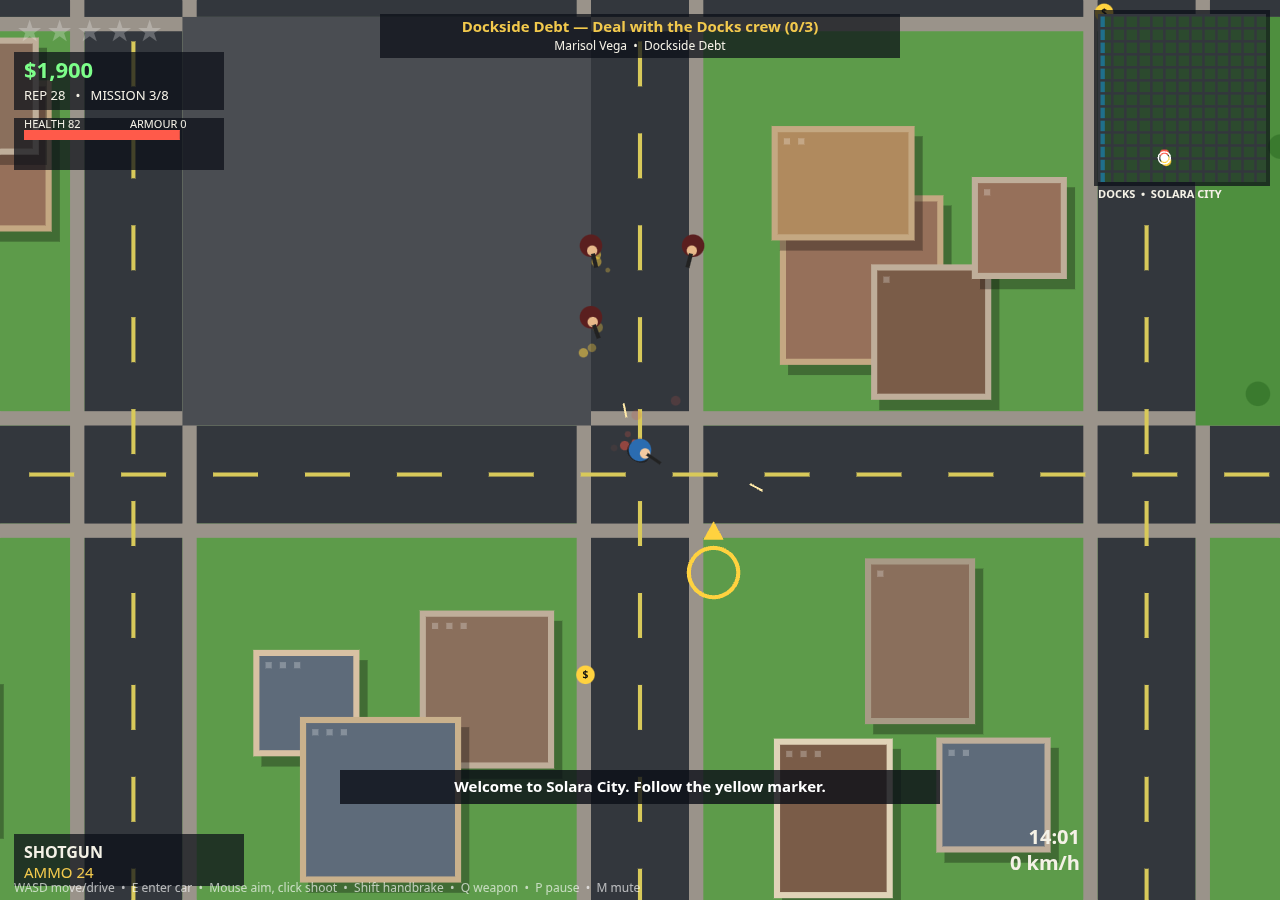 Dockside Debt — Deal with the Docks crew (0/3)
Marisol Vega • Dockside Debt
$1,900
REP 28 • MISSION 3/8
HEALTH 82 ARMOUR 0
DOCKS • SOLARA CITY
$
Welcome to Solara City. Follow the yellow marker.
14:01
0 km/h
SHOTGUN
AMMO 24
WASD move/drive • E enter car • Mouse aim, click shoot • Shift handbrake • Q weapon • P pause • M mute